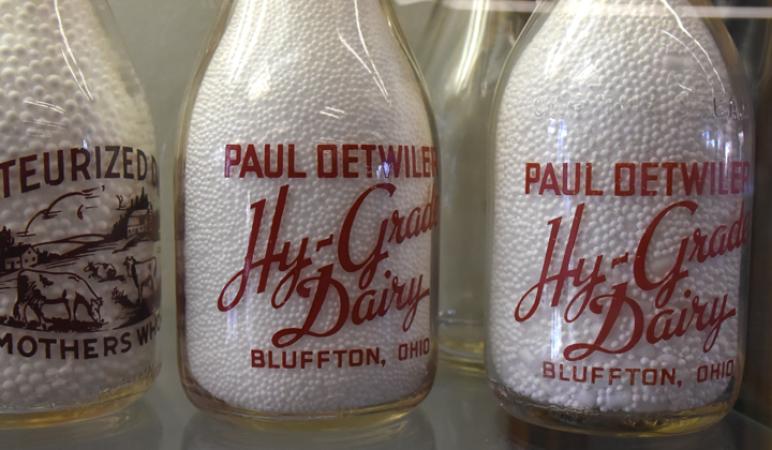 TEURIZED
MOTHERS WH
PAUL DETWILER
Hy-Grade
Dairy
BLUFFTON, OHIO
PAUL DETWILER
Hy-Grade
Dairy
BLUFFTON, OHIO